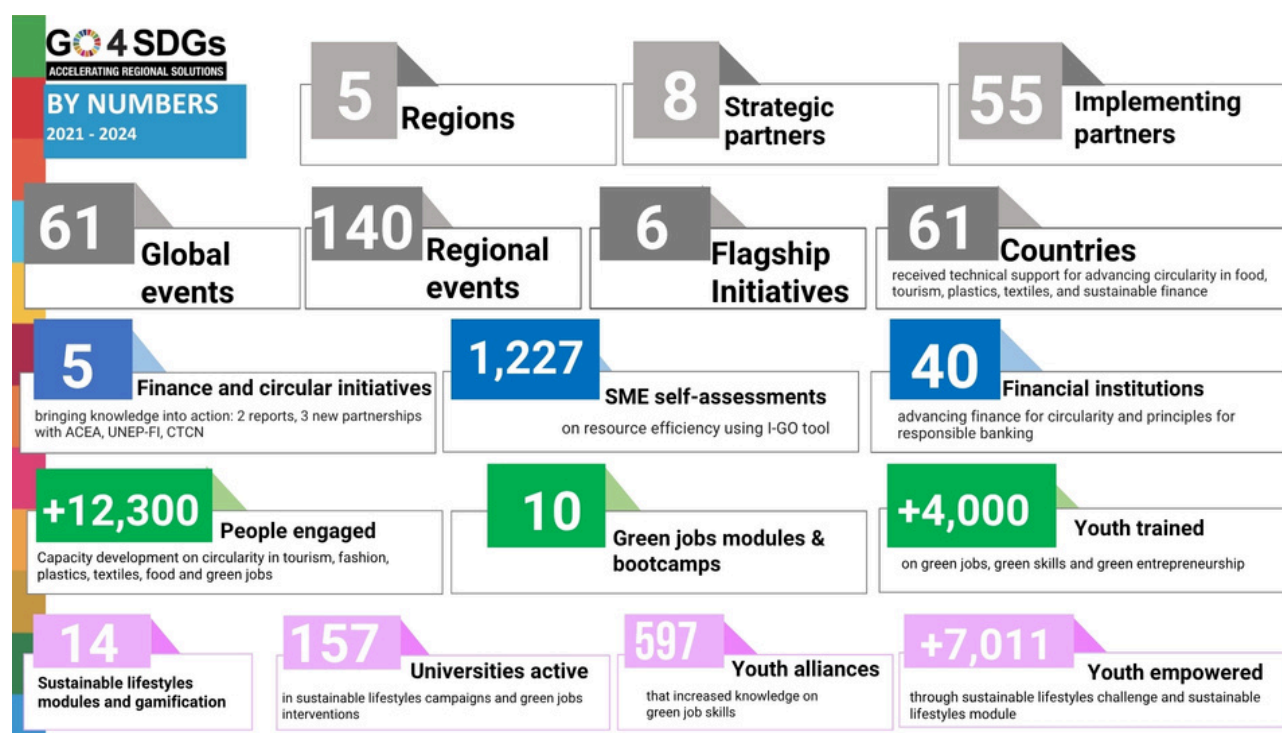 GO 4 SDGs
ACCELERATING REGIONAL SOLUTIONS
BY NUMBERS
2021 - 2024
5
Regions
8
Strategic
partners
55
Implementing
partners
61
Global
events
140
Regional
events
6
Flagship
Initiatives
61
Countries
received technical support for advancing circularity in food,
tourism, plastics, textiles, and sustainable finance
5
Finance and circular initiatives
bringing knowledge into action: 2 reports, 3 new partnerships
with ACEA, UNEP-FI, CTCN
1,227
SME self-assessments
on resource efficiency using I-GO tool
40
Financial institutions
advancing finance for circularity and principles for
responsible banking
+12,300
People engaged
Capacity development on circularity in tourism, fashion,
plastics, textiles, food and green jobs
10
Green jobs modules &
bootcamps
+4,000
Youth trained
on green jobs, green skills and green entrepreneurship
14
Sustainable lifestyles
modules and gamification
157
Universities active
in sustainable lifestyles campaigns and green jobs
interventions
597
Youth alliances
that increased knowledge on
green job skills
+7,011
Youth empowered
through sustainable lifestyles challenge and sustainable
lifestyles module